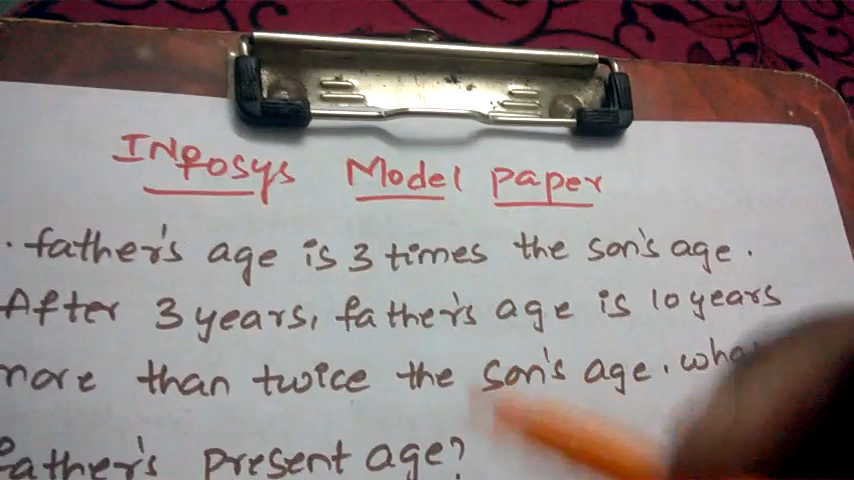 INFOSYS Model paper
. father's age is 3 times the son's age.
After 3 years, father's age is 10 years
more than twice the son's age. what
father's present age?